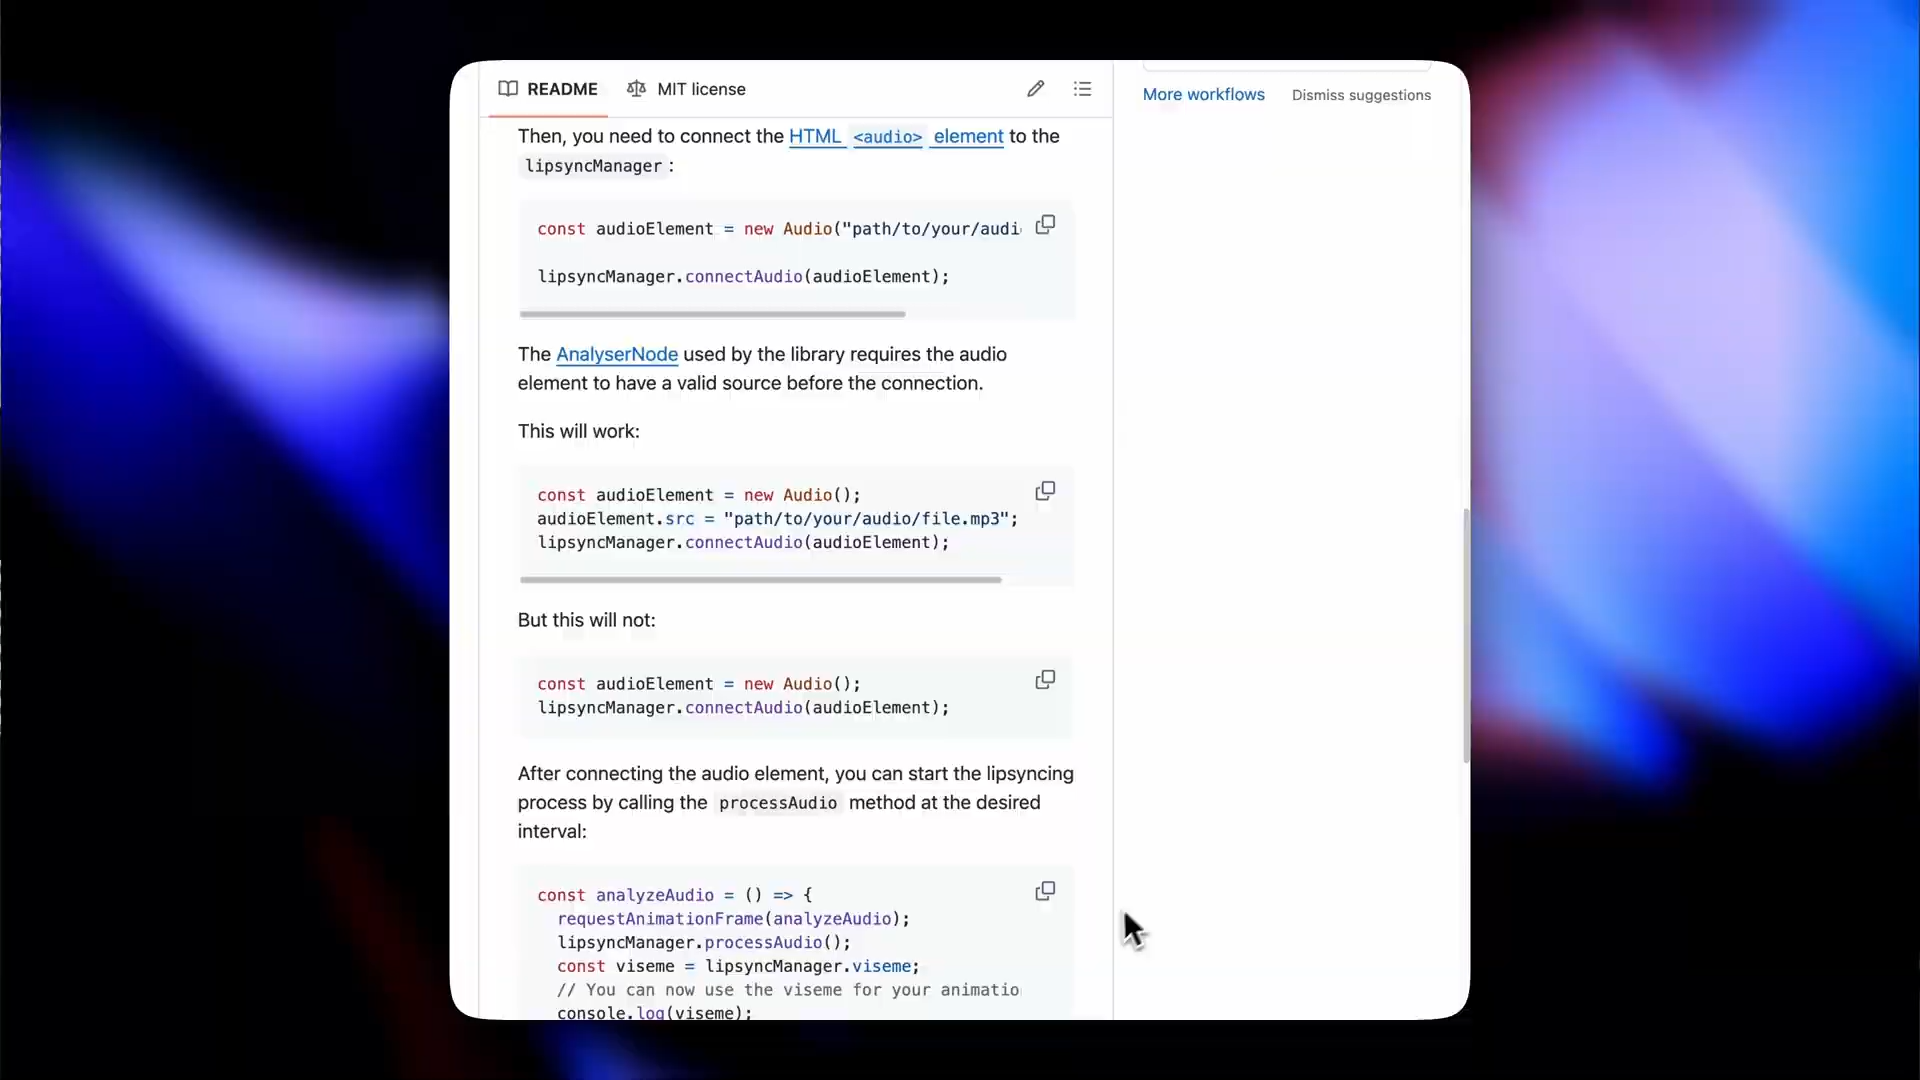 README
MIT license
More workflows
Dismiss suggestions
Then, you need to connect the HTML <audio> element to the
lipsyncManager :
const audioElement = new Audio("path/to/your/audi
lipsyncManager.connectAudio(audioElement);
The AnalyserNode used by the library requires the audio
element to have a valid source before the connection.
This will work:
const audioElement = new Audio();
audioElement.src = "path/to/your/audio/file.mp3";
lipsyncManager.connectAudio(audioElement);
But this will not:
const audioElement = new Audio();
lipsyncManager.connectAudio(audioElement);
After connecting the audio element, you can start the lipsyncing
process by calling the processAudio method at the desired
interval:
const analyzeAudio = () => {
requestAnimationFrame(analyzeAudio);
lipsyncManager.processAudio();
const viseme = lipsyncManager.viseme;
// You can now use the viseme for your animatio
console.log(viseme);